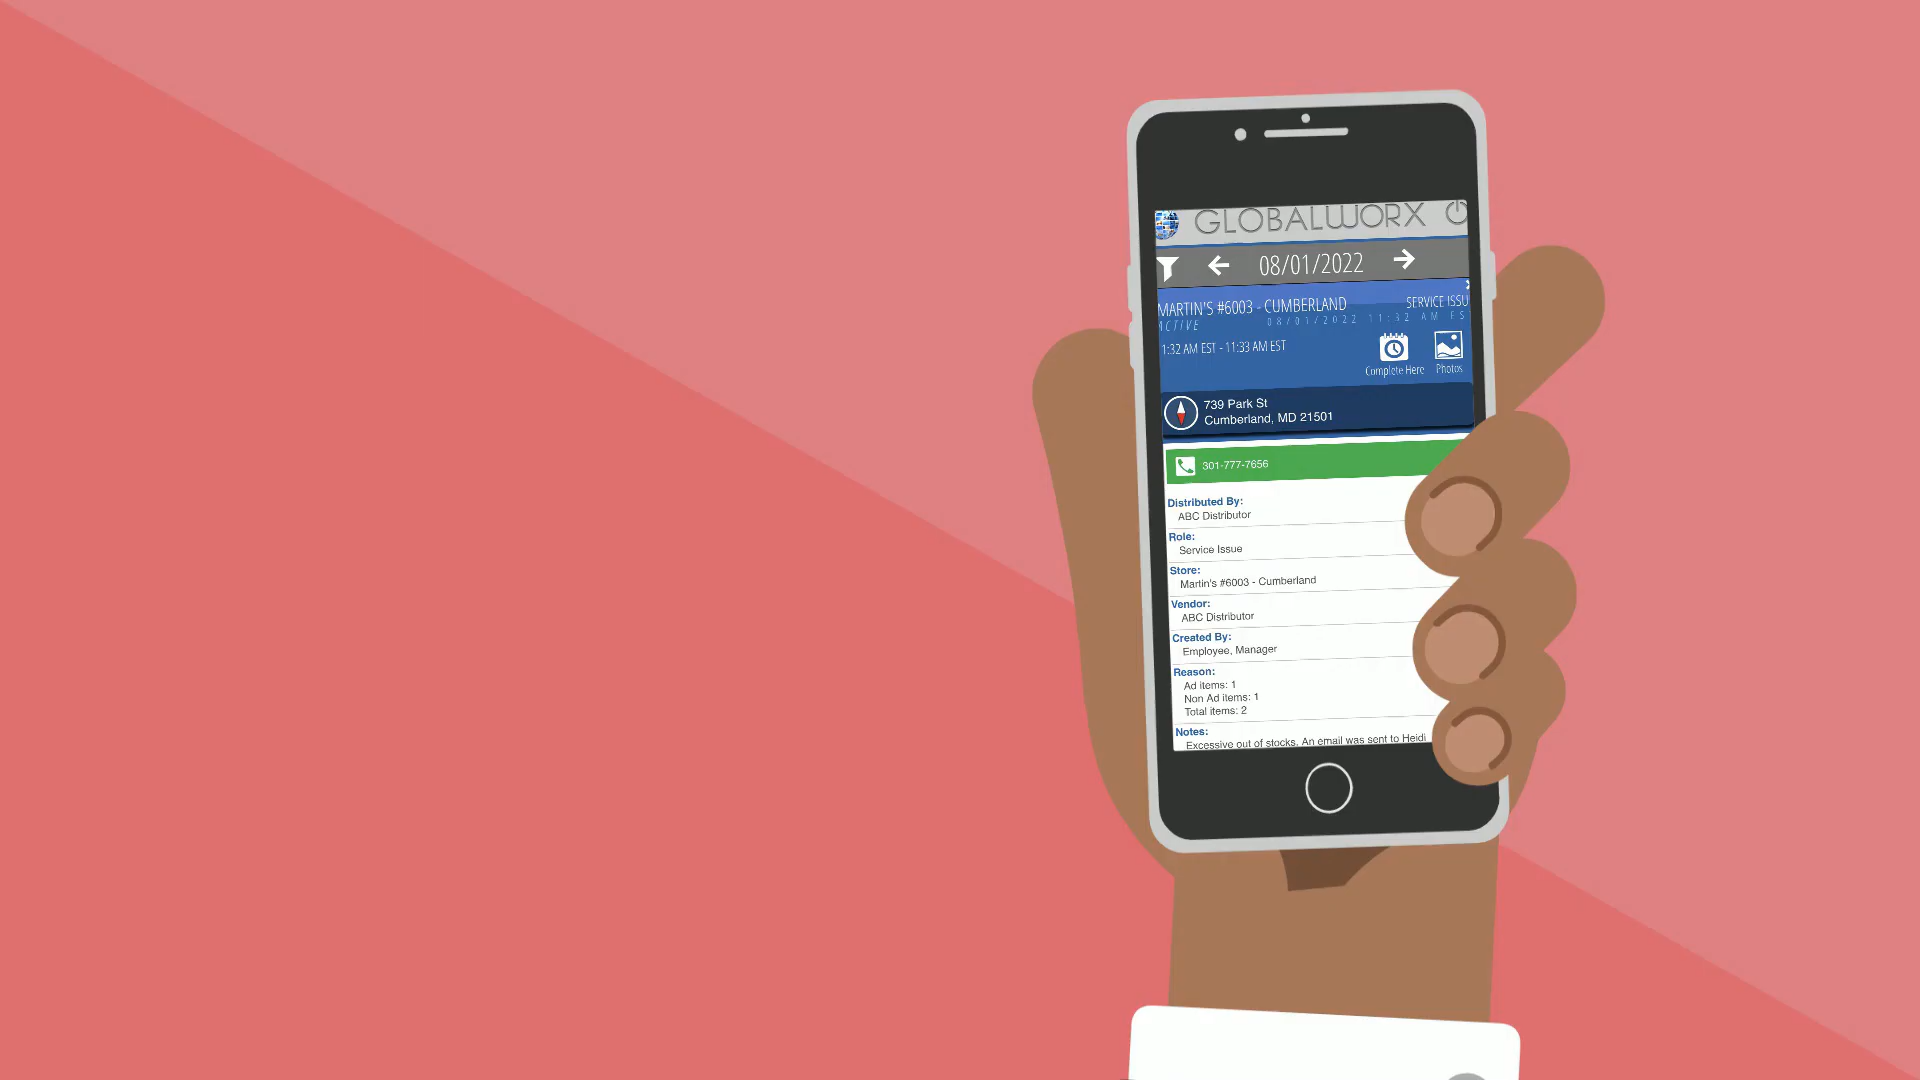 GLOBALWORX
08/01/2022
MARTIN'S #6003 - CUMBERLAND
SERVICE ISSU
ACTIVE
08/01/2022 11:32 AM ES
1:32 AM EST - 11:33 AM EST
Complete Here
Photos
739 Park St
Cumberland, MD 21501
301-777-7656
Distributed By:
ABC Distributor
Role:
Service Issue
Store:
Martin's #6003 - Cumberland
Vendor:
ABC Distributor
Created By:
Employee, Manager
Reason:
Ad items: 1
Non Ad items: 1
Total items: 2
Notes:
Excessive out of stocks. An email was sent to Heidi